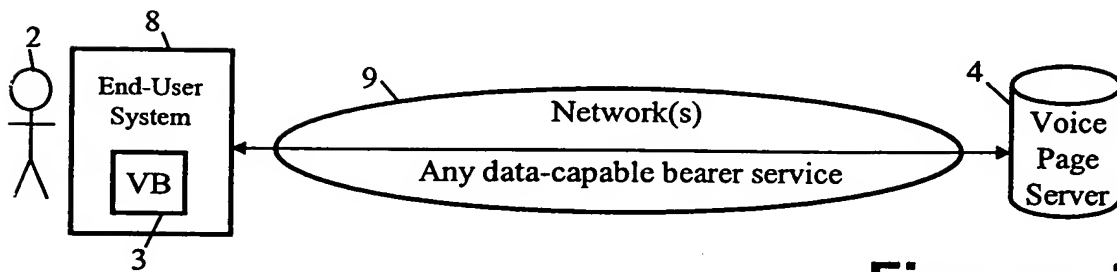 2
8
End-User
System
VB
3
9
Network(s)
Any data-capable bearer service
4
Voice
Page
Server